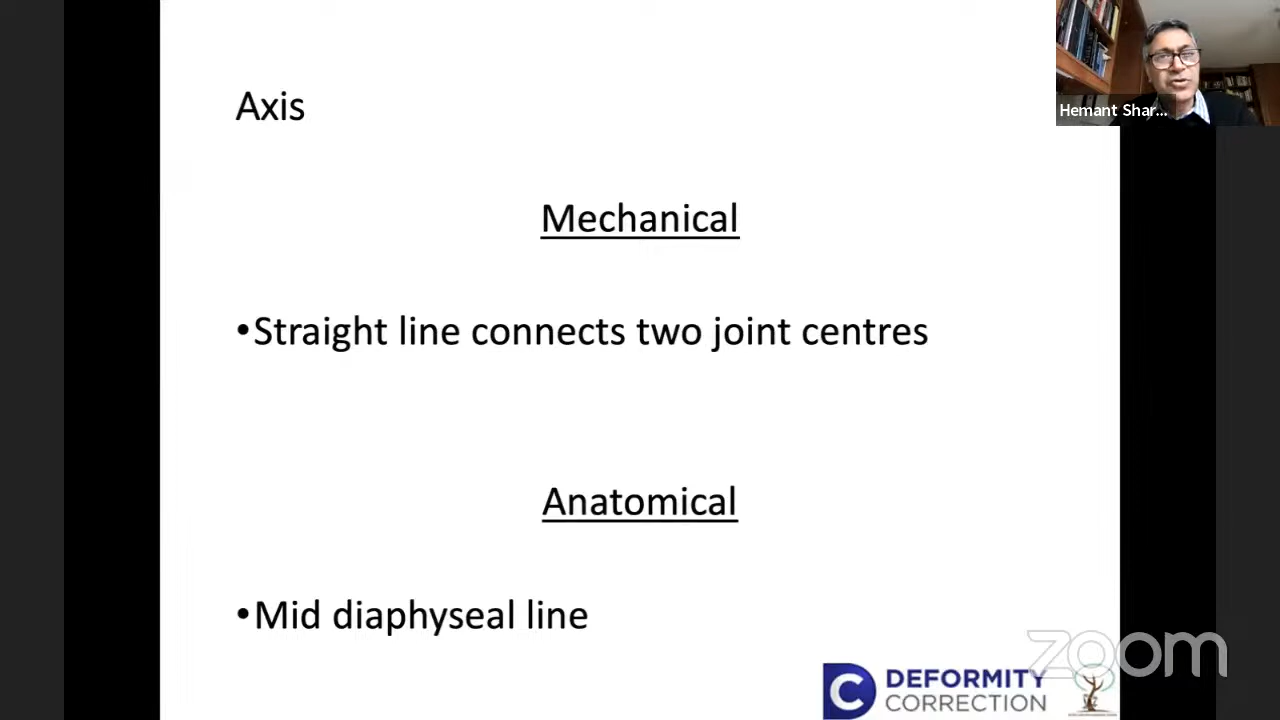 Axis
Hemant Shar...
Mechanical
•Straight line connects two joint centres
Anatomical
•Mid diaphyseal line
zoom
C DEFORMITY
CORRECTION